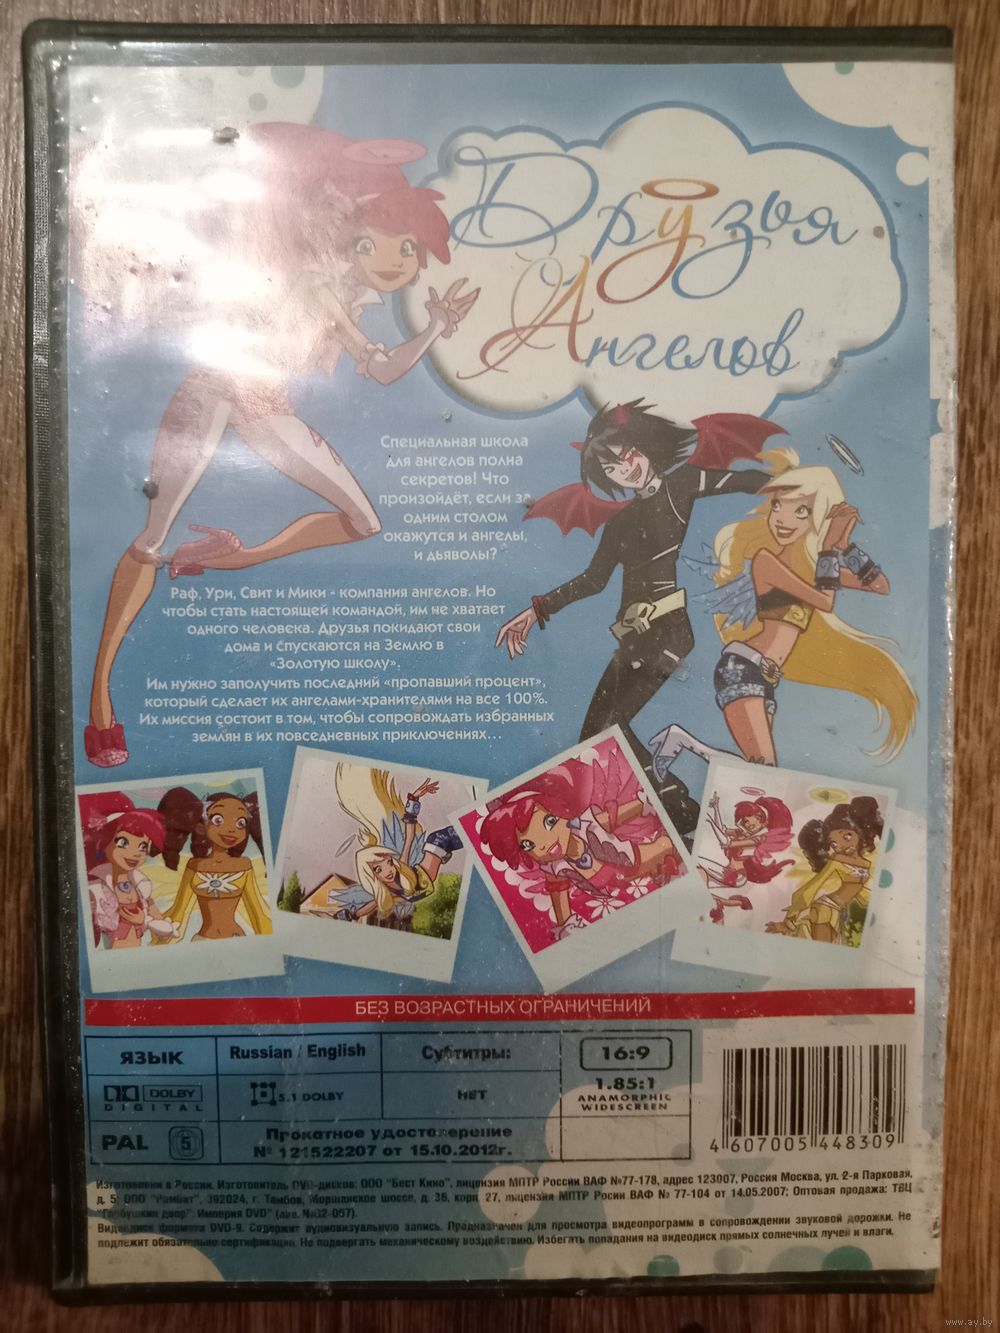 Друзья
Ангелов
Специальная школа
для ангелов полна
секретов! Что
произойдёт, если за
одним столом
окажутся и ангелы,
и дьяволы?
Раф, Ури, Свит и Мики - компания ангелов. Но
чтобы стать настоящей командой, им не хватает
одного человека. Друзья покидают свои
дома и спускаются на Землю в
«Золотую школу».
Им нужно заполучить последний «пропавший процент»,
который сделает их ангелами-хранителями на все 100%.
Их миссия состоит в том, чтобы сопровождать избранных
землян в их повседневных приключениях...
БЕЗ ВОЗРАСТНЫХ ОГРАНИЧЕНИЙ
ЯЗЫК Russian / English Субтитры: 16:9
DOLBY DIGITAL 5.1 DOLBY НЕТ 1.85:1
ANAMORPHIC
WIDESCREEN
PAL 5 Прокатное удостоверение
№ 121522207 от 15.10.2012г.
4 607005 448309
Изготовлено в России. Изготовитель DVD-дисков: ООО "Бест Кино", лицензия МПТР России ВАФ №77-178, адрес 123007, Россия Москва, ул. 2-я Парковая,
д. 5; ООО "Римбит", 392024, г. Тамбов, Моршанское шоссе, д. 36, корп. 27, лицензия МПТР Росии ВАФ № 77-104 от 14.05.2007; Оптовая продажа: ТВЦ
"Горбушкин двор" Империя DVD" (пав. №G2-057).
Видеодиск формата DVD-9. Содержит аудиовизуальную запись. Предназначен для просмотра видеопрограмм в сопровождении звуковой дорожки. Не
подлежит обязательно сертификации. Не подвергать механическому воздействию. Избегать попадания на видеодиск прямых солнечных лучей и влаги.
www.ay.by